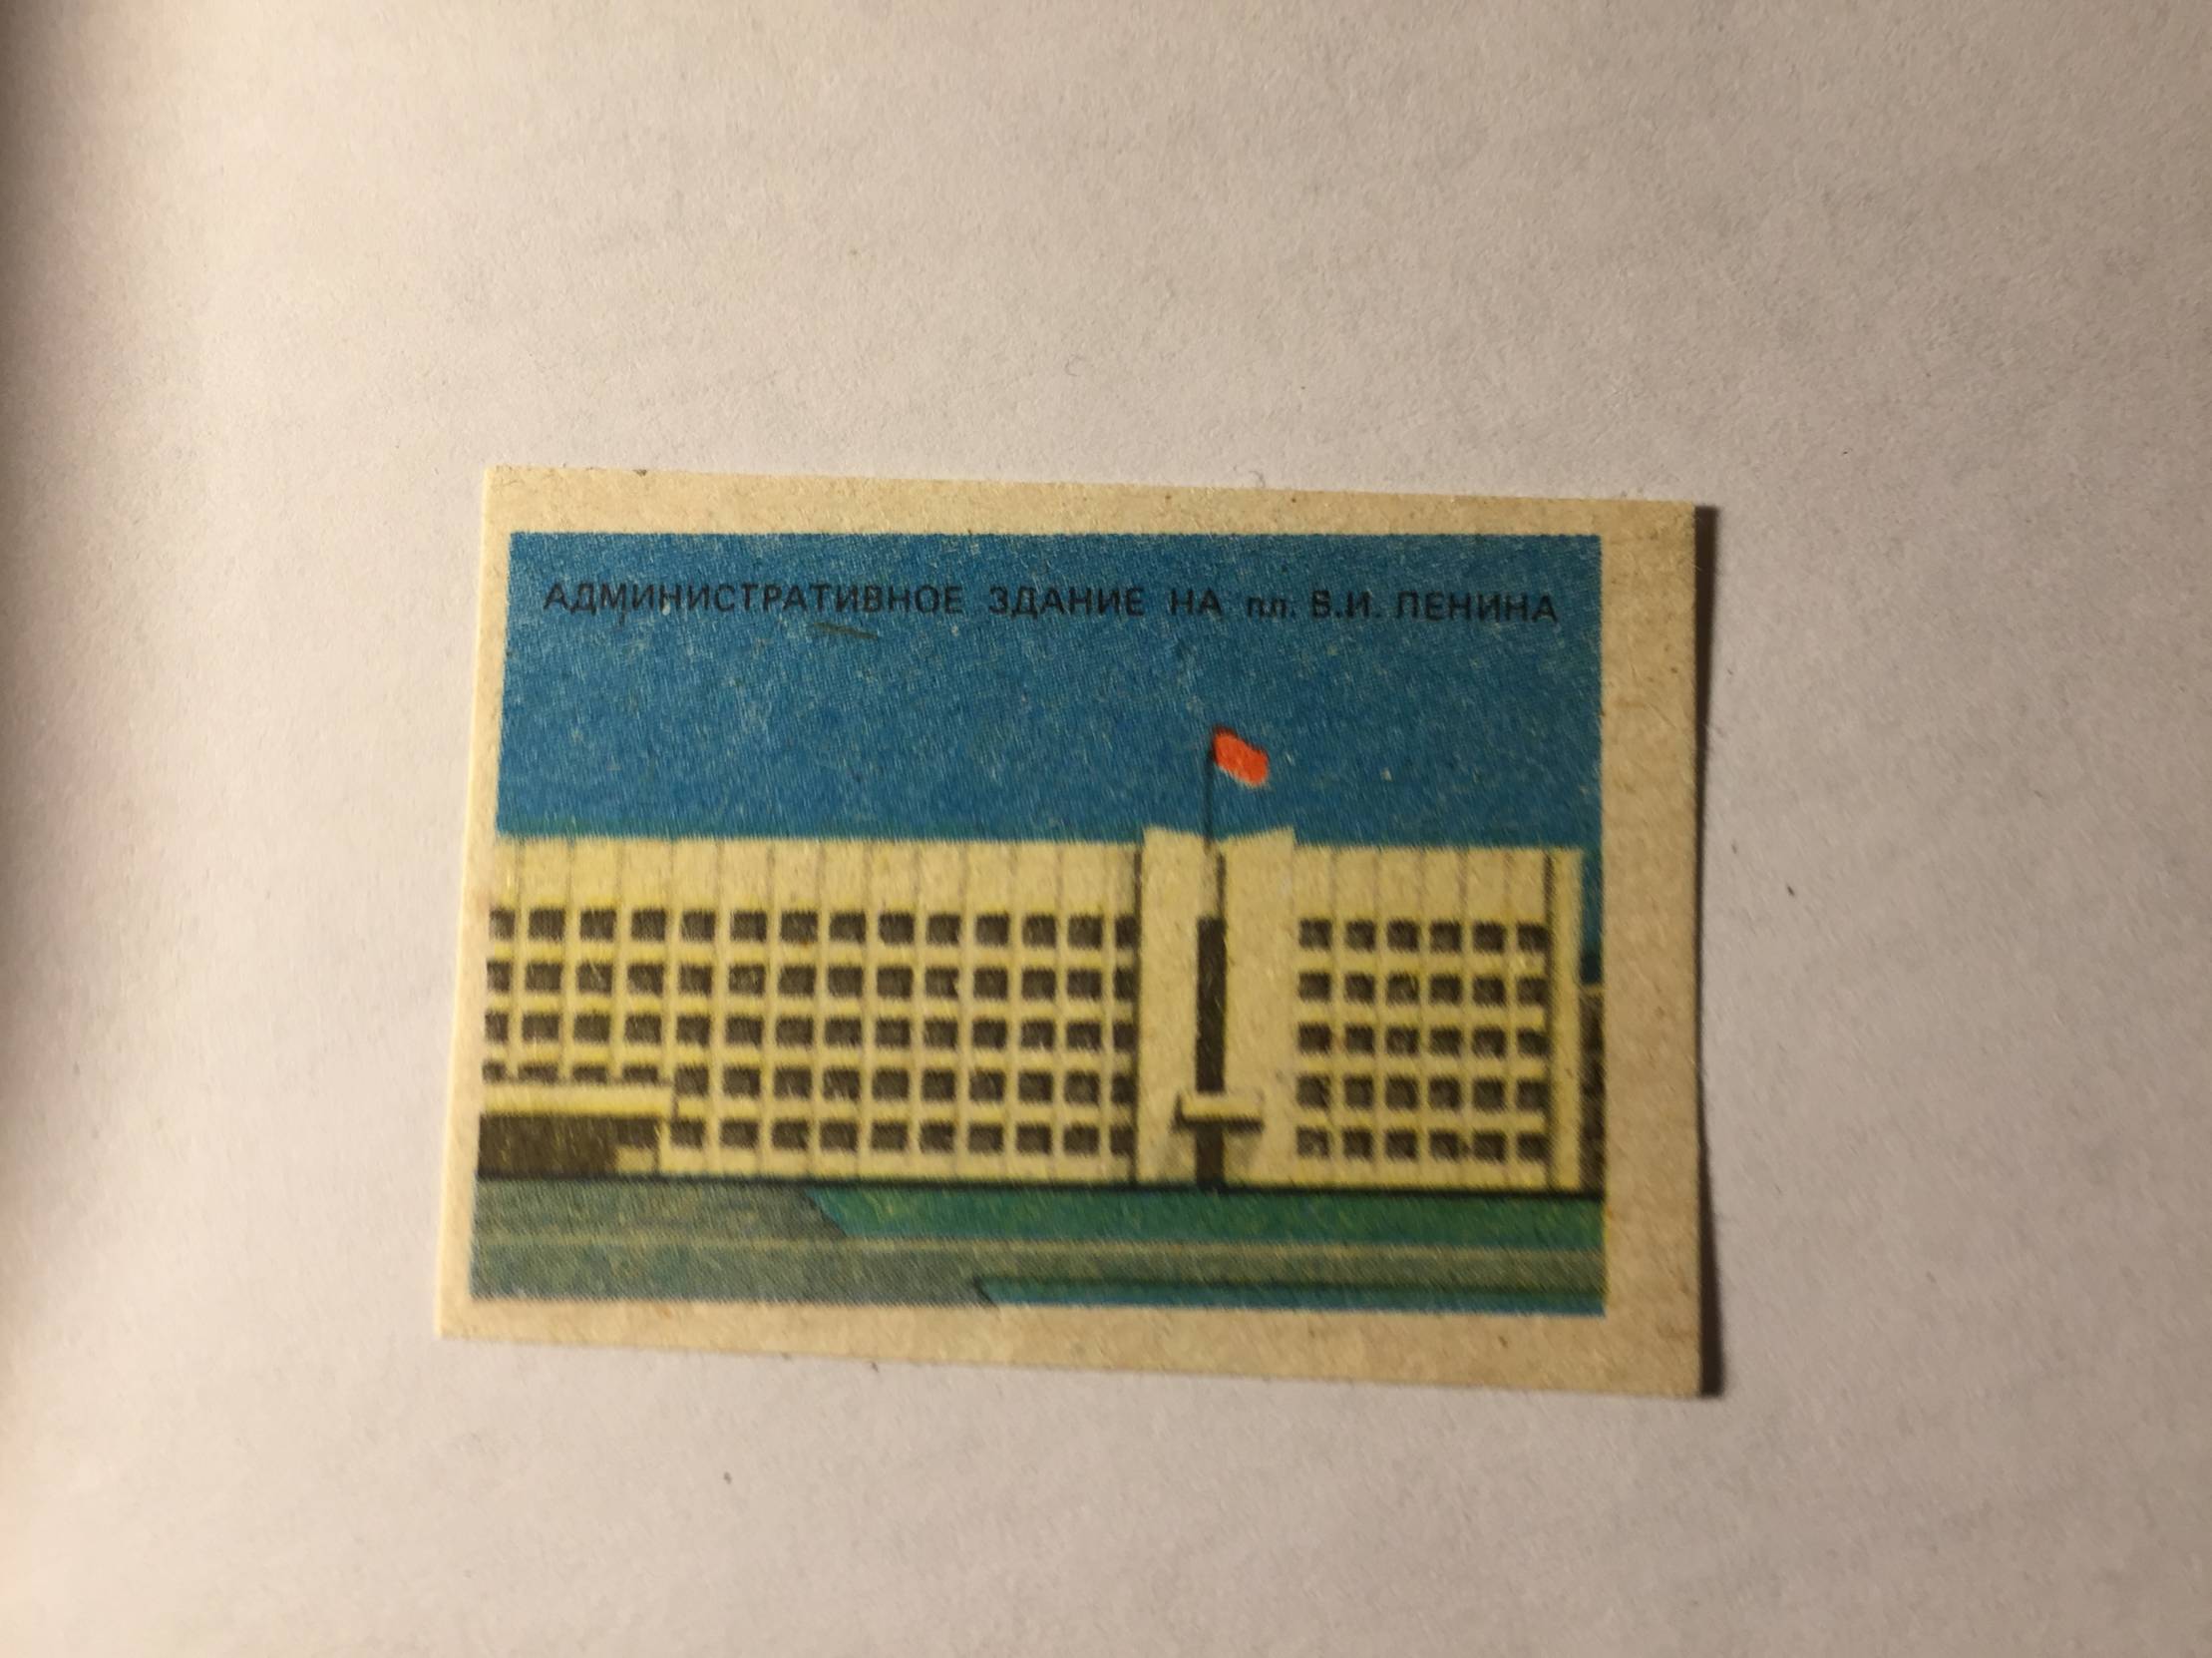 АДМИНИСТРАТИВНОЕ ЗДАНИЕ НА пл. В.И. ЛЕНИНА